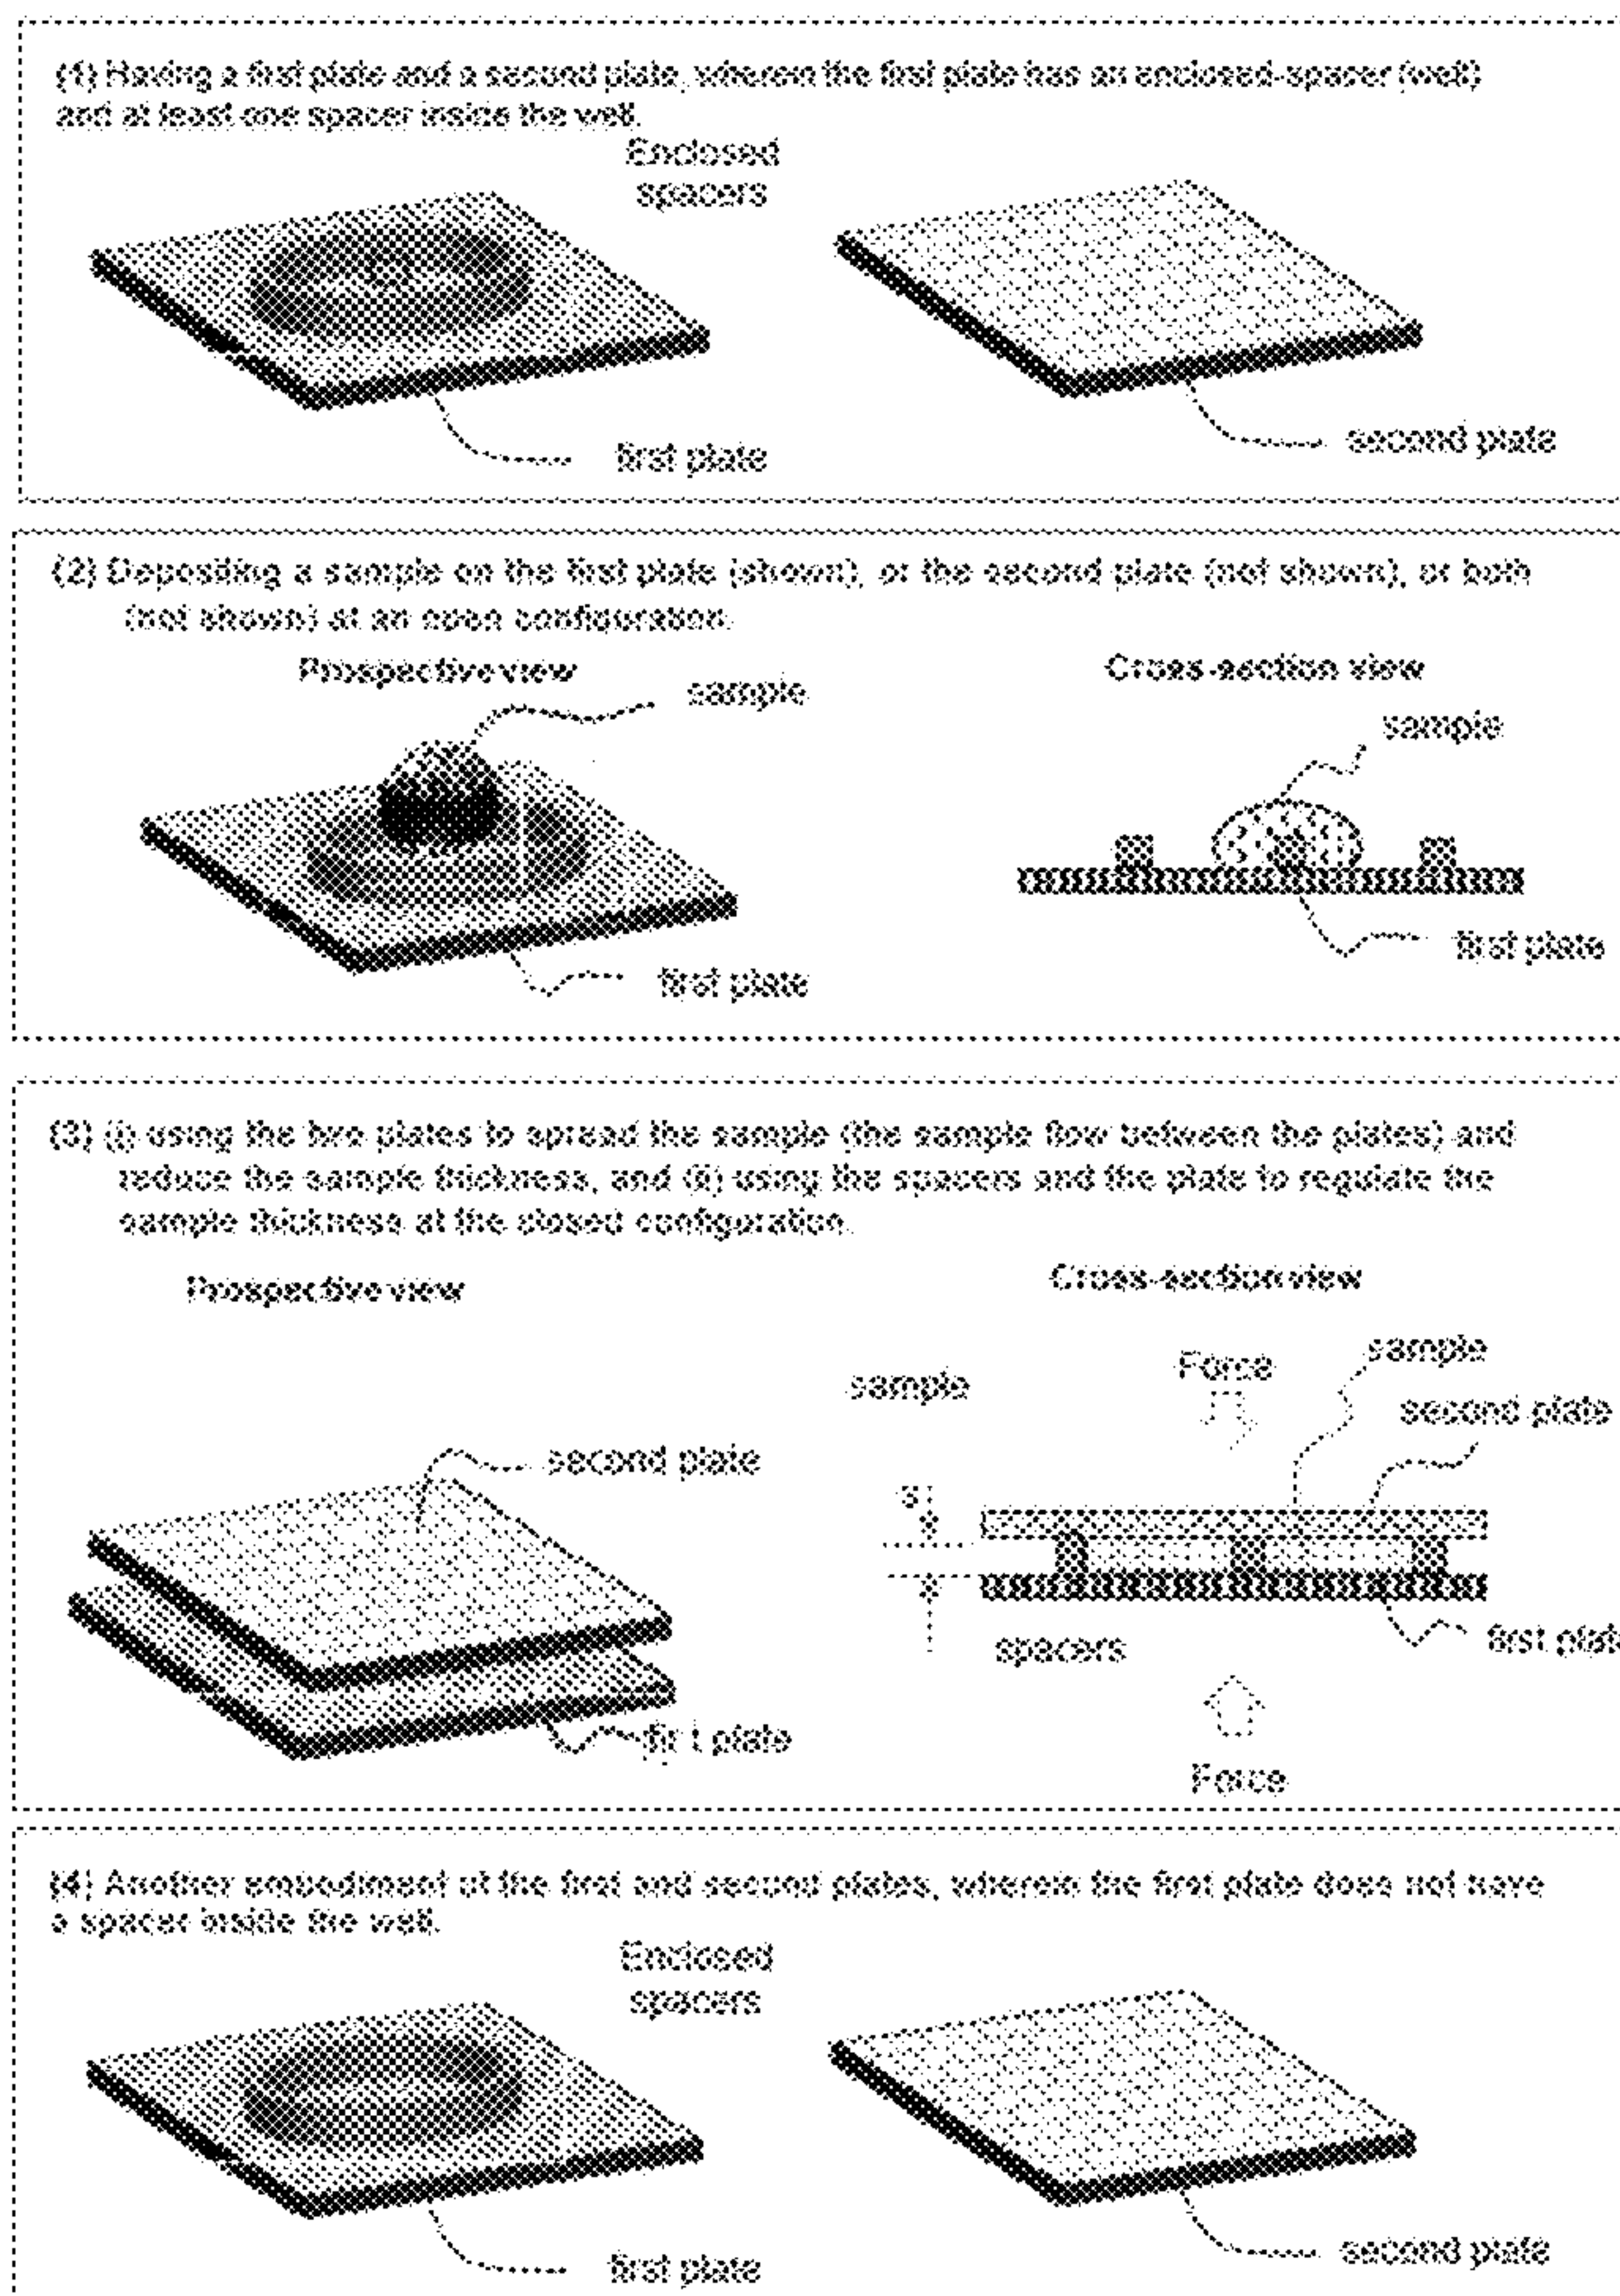 (1) Having a first plate and a second plate, wherein the first plate has an enclosed-spacer (well)
and at least one spacer inside the well.
Enclosed
spacers
first plate
second plate
(2) Depositing a sample on the first plate (shown), or the second plate (not shown), or both
(not shown) at an open configuration.
Prospective view
sample
first plate
Cross-section view
sample
first plate
(3) (i) using the two plates to spread the sample (the sample flow between the plates) and
reduce the sample thickness, and (ii) using the spacers and the plate to regulate the
sample thickness at the closed configuration.
Prospective view
second plate
first plate
Cross-section view
sample
Force
sample
second plate
S
spacers
first plat
Force
(4) Another embodiment of the first and second plates, wherein the first plate does not have
a spacer inside the well.
Enclosed
spacers
first plate
second plate